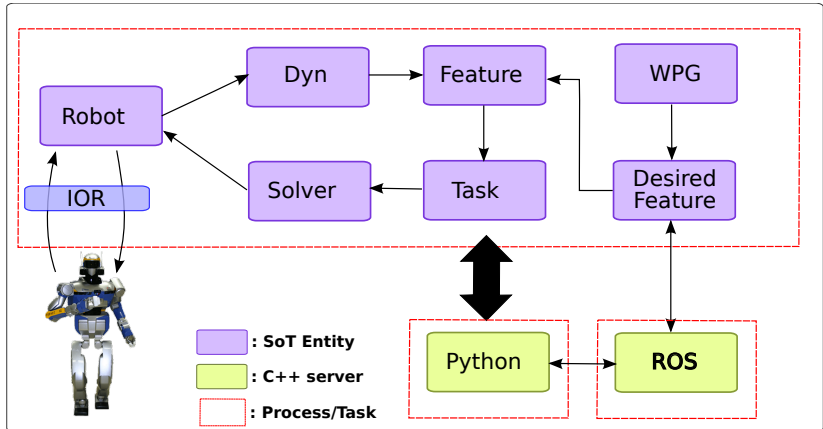 Dyn
Feature
WPG
Robot
Solver
Task
Desired
Feature
IOR
: SoT Entity
: C++ server
: Process/Task
Python
ROS